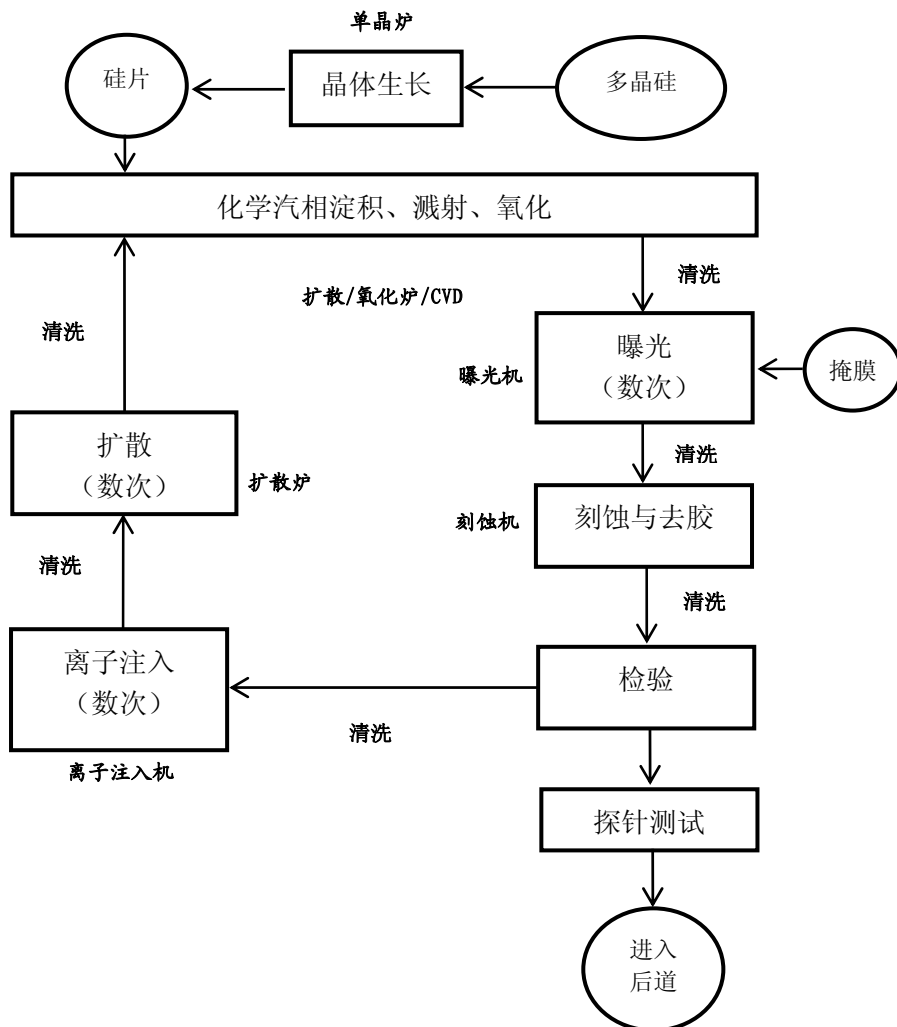 单晶炉
硅片
晶体生长
多晶硅
化学汽相淀积、溅射、氧化
清洗
扩散/氧化炉/CVD
清洗
曝光
（数次）
曝光机
掩膜
扩散
（数次）
扩散炉
清洗
刻蚀机
刻蚀与去胶
清洗
清洗
离子注入
（数次）
检验
清洗
离子注入机
探针测试
进入
后道